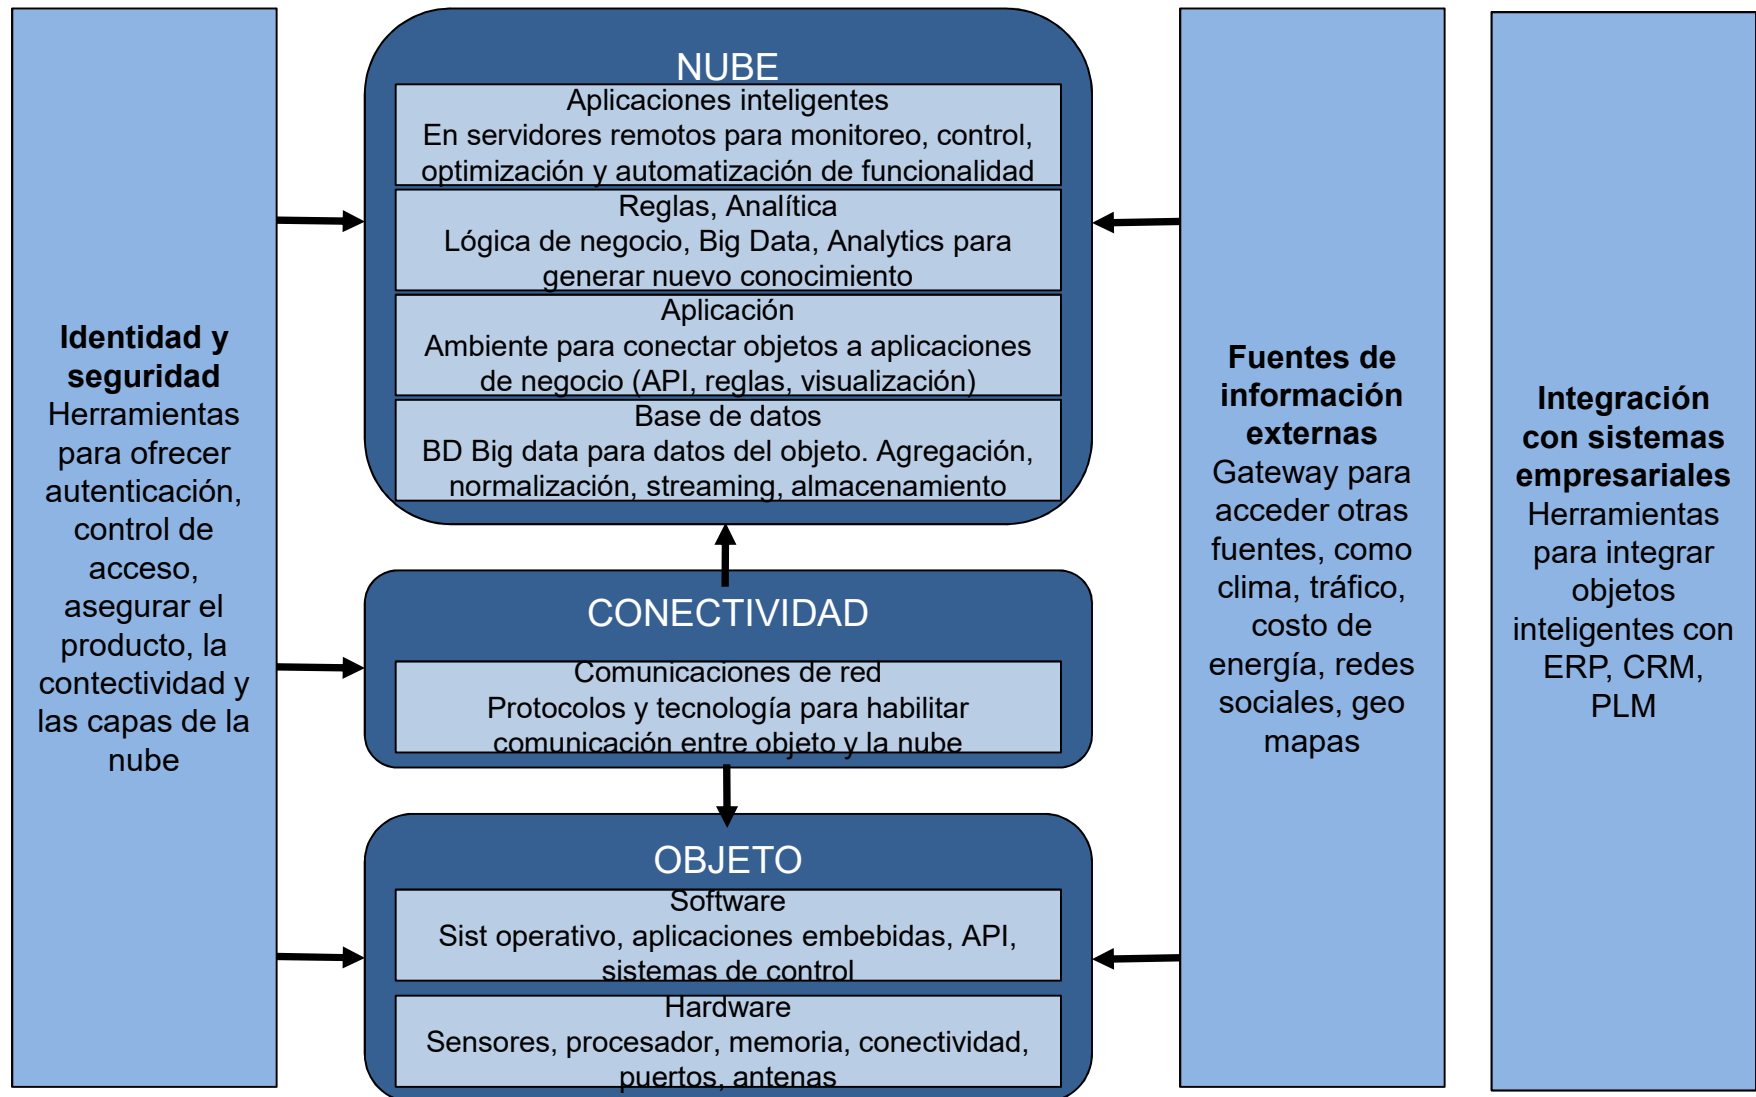 Identidad y
seguridad
Herramientas
para ofrecer
autenticación,
control de
acceso,
asegurar el
producto, la
contectividad y
las capas de la
nube
NUBE
Aplicaciones inteligentes
En servidores remotos para monitoreo, control,
optimización y automatización de funcionalidad
Reglas, Analítica
Lógica de negocio, Big Data, Analytics para
generar nuevo conocimiento
Aplicación
Ambiente para conectar objetos a aplicaciones
de negocio (API, reglas, visualización)
Base de datos
BD Big data para datos del objeto. Agregación,
normalización, streaming, almacenamiento
CONECTIVIDAD
Comunicaciones de red
Protocolos y tecnología para habilitar
comunicación entre objeto y la nube
OBJETO
Software
Sist operativo, aplicaciones embebidas, API,
sistemas de control
Hardware
Sensores, procesador, memoria, conectividad,
puertos, antenas
Fuentes de
información
externas
Gateway para
acceder otras
fuentes, como
clima, tráfico,
costo de
energía, redes
sociales, geo
mapas
Integración
con sistemas
empresariales
Herramientas
para integrar
objetos
inteligentes con
ERP, CRM,
PLM